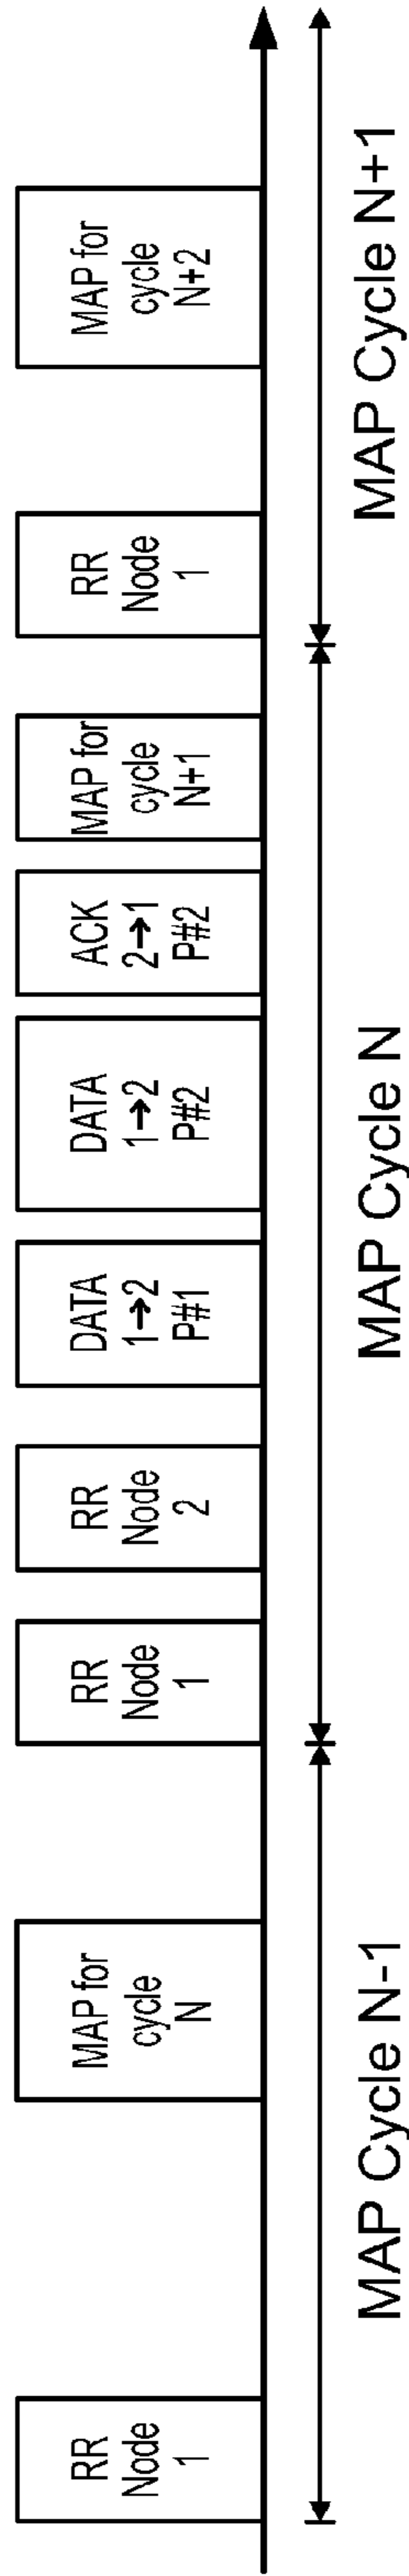 RR
Node
1
MAP for
cycle
N
RR
Node
1
RR
Node
2
DATA
1→2
P#1
DATA
1→2
P#2
ACK
2→1
P#2
MAP for
cycle
N+1
RR
Node
1
MAP for
cycle
N+2
MAP Cycle N-1
MAP Cycle N
MAP Cycle N+1